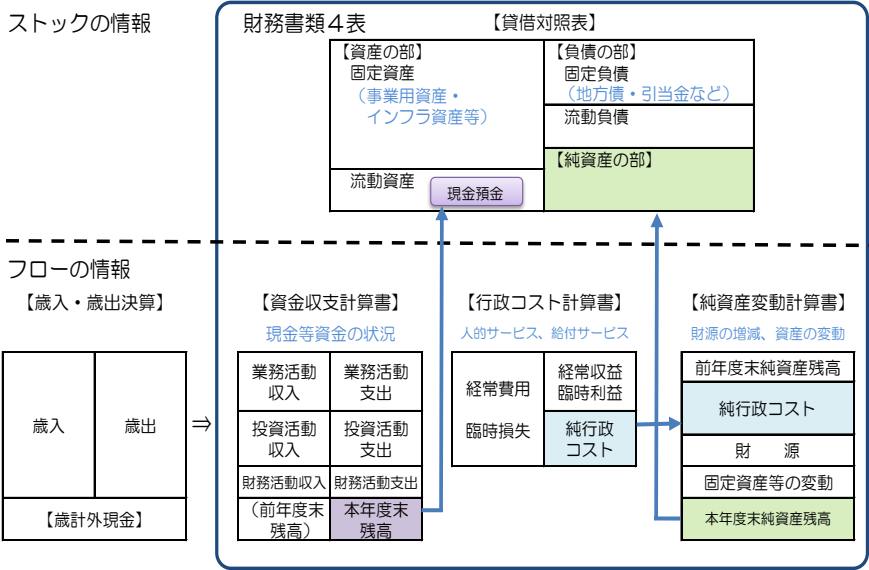 ストックの情報
財務書類４表
【貸借対照表】
【資産の部】
固定資産
（事業用資産・
インフラ資産等）
流動資産
現金預金
【負債の部】
固定負債
（地方債・引当金など）
流動負債
【純資産の部】
フローの情報
【歳入・歳出決算】
歳入
歳出
【歳計外現金】
⇒
【資金収支計算書】
現金等資金の状況
業務活動
収入
業務活動
支出
投資活動
収入
投資活動
支出
財務活動収入
財務活動支出
（前年度末
残高）
本年度末
残高
【行政コスト計算書】
人的サービス、給付サービス
経常費用
臨時損失
経常収益
臨時利益
純行政
コスト
【純資産変動計算書】
財源の増減、資産の変動
前年度末純資産残高
純行政コスト
財　　源
固定資産等の変動
本年度末純資産残高